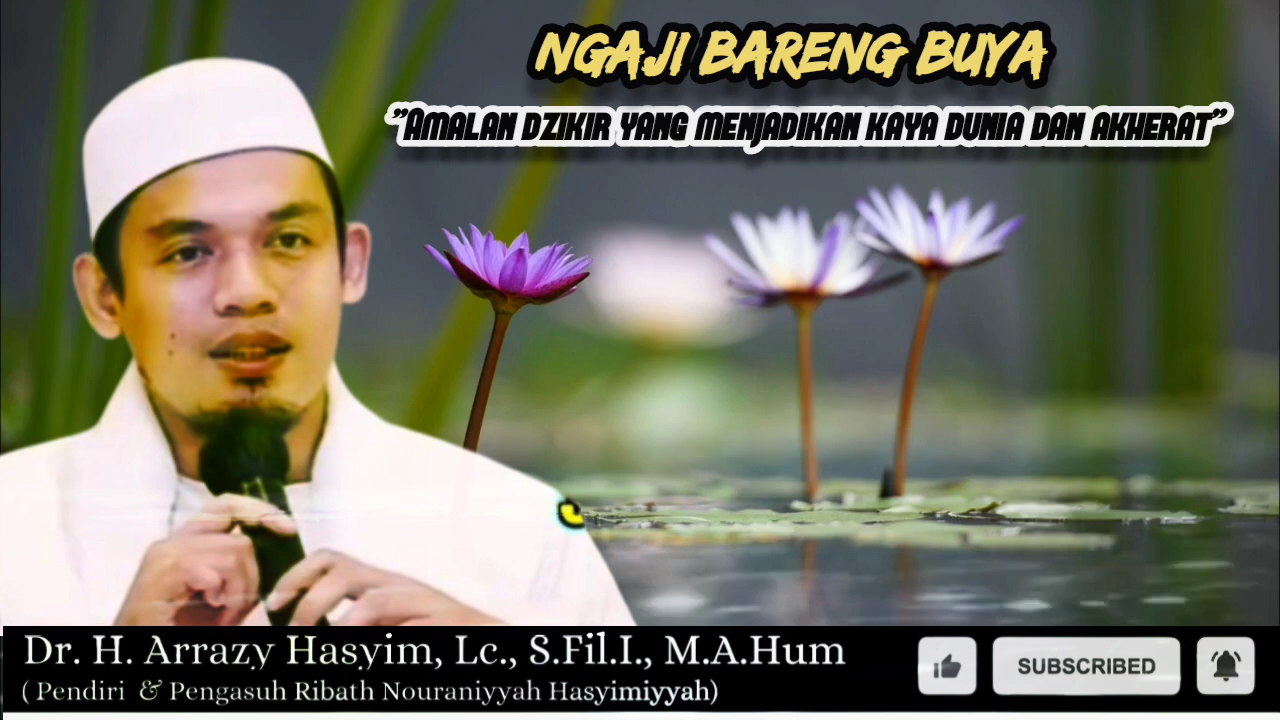 NGAJI BARENG BUYA
"AMALAN DZIKIR YANG MENJADIKAN KAYA DUNIA DAN AKHERAT"
Dr. H. Arrazy Hasyim, Lc., S.Fil.I., M.A.Hum
( Pendiri & Pengasuh Ribath Nouraniyyah Hasyimiyyah)
SUBSCRIBED